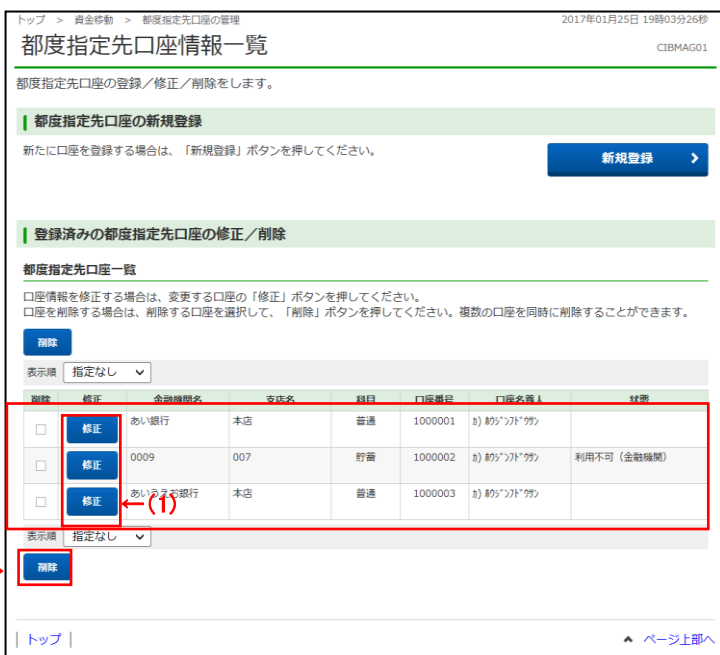 トップ > 資金移動 > 都度指定先口座の管理 2017年01月25日 19時03分26秒
都度指定先口座情報一覧 CIBMAG01
都度指定先口座の登録／修正／削除をします。
都度指定先口座の新規登録
新たに口座を登録する場合は、「新規登録」ボタンを押してください。 新規登録
登録済みの都度指定先口座の修正／削除
都度指定先口座一覧
口座情報を修正する場合は、変更する口座の「修正」ボタンを押してください。
口座を削除する場合は、削除する口座を選択して、「削除」ボタンを押してください。複数の口座を同時に削除することができます。
削除
表示順 指定なし
削除 修正 金融機関名 支店名 科目 口座番号 口座名義人 状態
修正 あい銀行 本店 普通 1000001 ｶ) ﾎｳｼﾞﾝﾌﾄﾞｳｻﾝ
修正 0009 007 貯蓄 1000002 ｶ) ﾎｳｼﾞﾝﾌﾄﾞｳｻﾝ 利用不可（金融機関）
修正 あいうえお銀行 本店 普通 1000003 ｶ) ﾎｳｼﾞﾝﾌﾄﾞｳｻﾝ
←(1)
表示順 指定なし
削除
| トップ | ページ上部へ